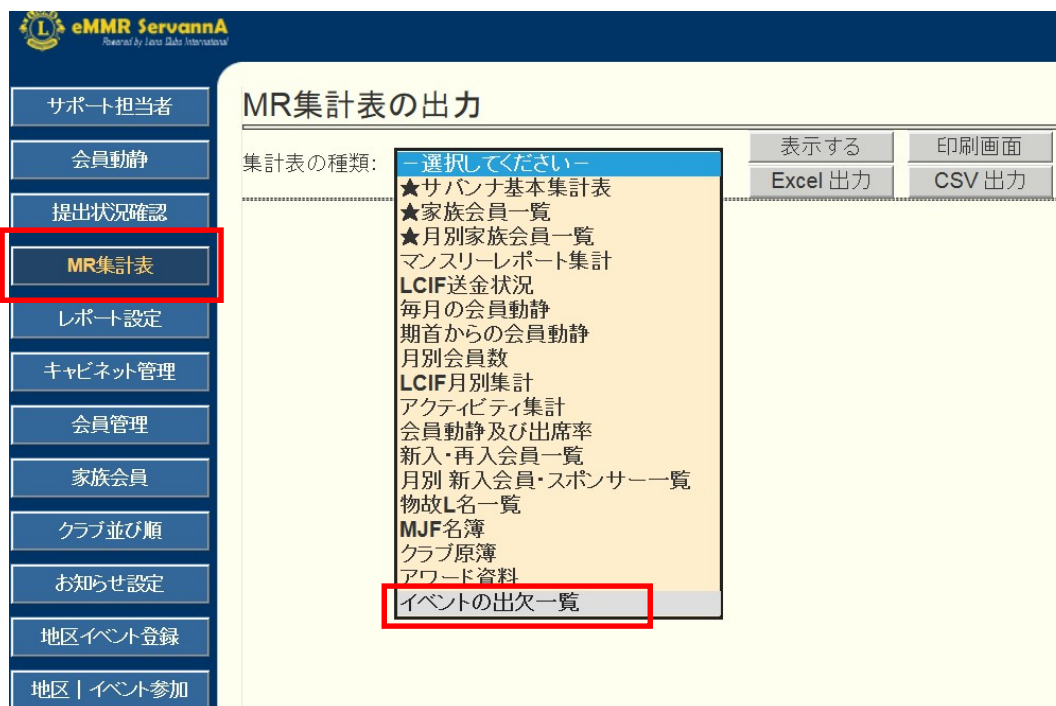 eMMR ServannA
Powered by Lions Clubs International
サポート担当者
会員動静
提出状況確認
MR集計表
レポート設定
キャビネット管理
会員管理
家族会員
クラブ並び順
お知らせ設定
地区イベント登録
地区 | イベント参加
MR集計表の出力
集計表の種類:
－選択してください－
★サバンナ基本集計表
★家族会員一覧
★月別家族会員一覧
マンスリーレポート集計
LCIF送金状況
毎月の会員動静
期首からの会員動静
月別会員数
LCIF月別集計
アクティビティ集計
会員動静及び出席率
新入・再入会員一覧
月別 新入会員・スポンサー一覧
物故L名一覧
MJF名簿
クラブ原簿
アワード資料
イベントの出欠一覧
表示する
印刷画面
Excel 出力
CSV 出力